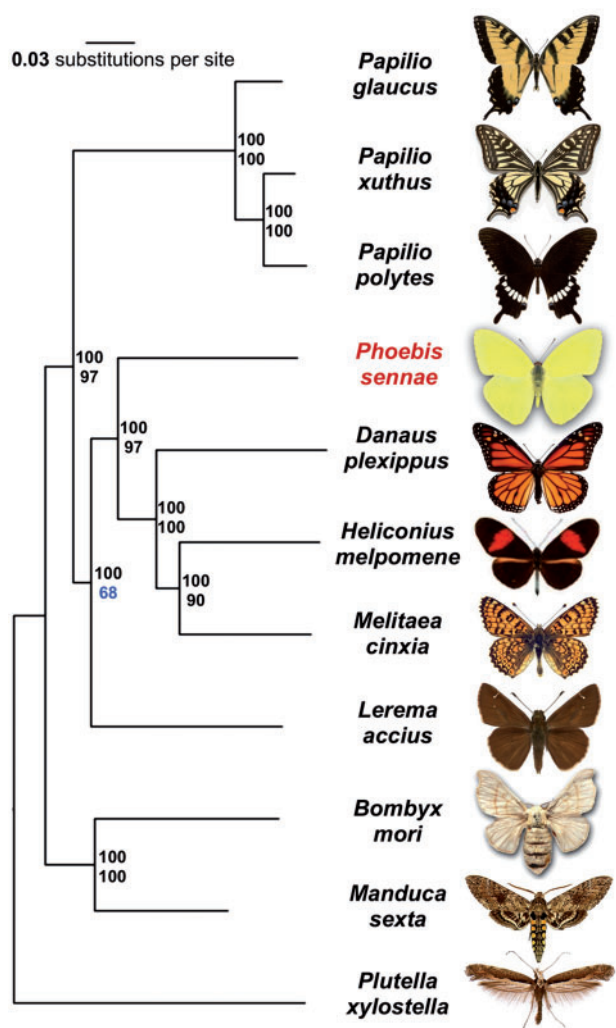 0.03 substitutions per site
Papilio
glaucus
100
100
Papilio
xuthus
100
100
Papilio
polytes
Phoebis
sennae
100
97
100
97
Danaus
plexippus
100
100
Heliconius
melpomene
100
90
100
68
Melitaea
cinxia
Lerema
accius
Bombyx
mori
100
100
Manduca
sexta
Plutella
xylostella